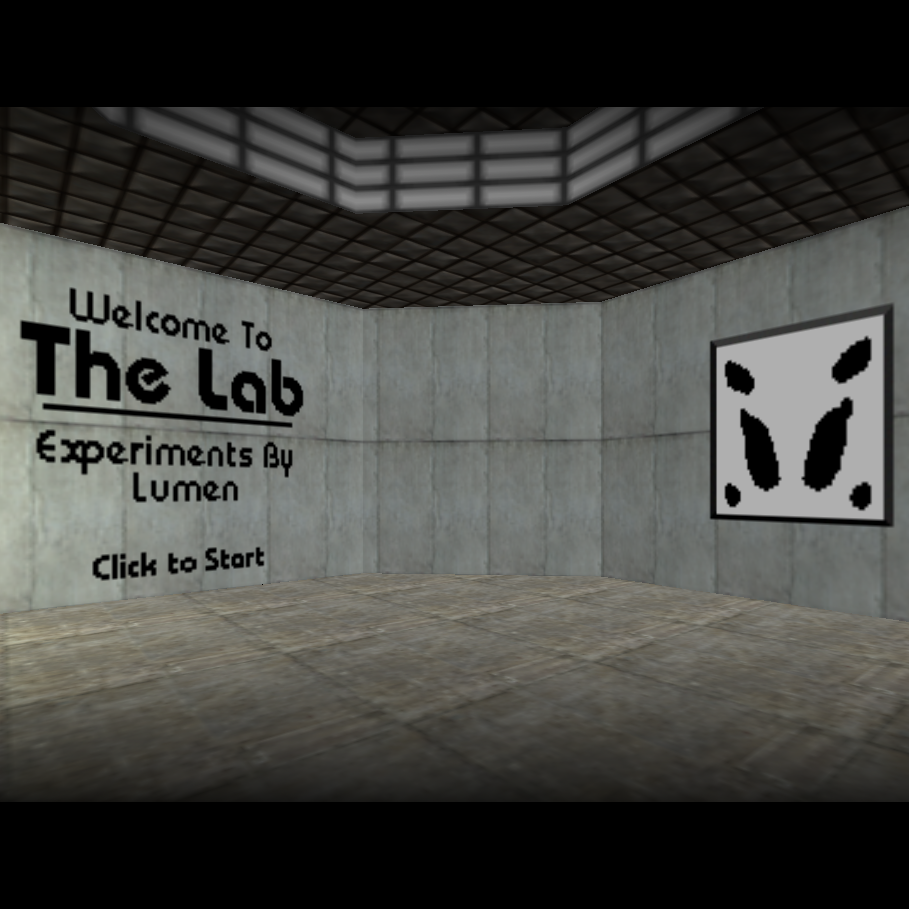 Welcome To
The Lab
Experiments By
Lumen
Click to Start